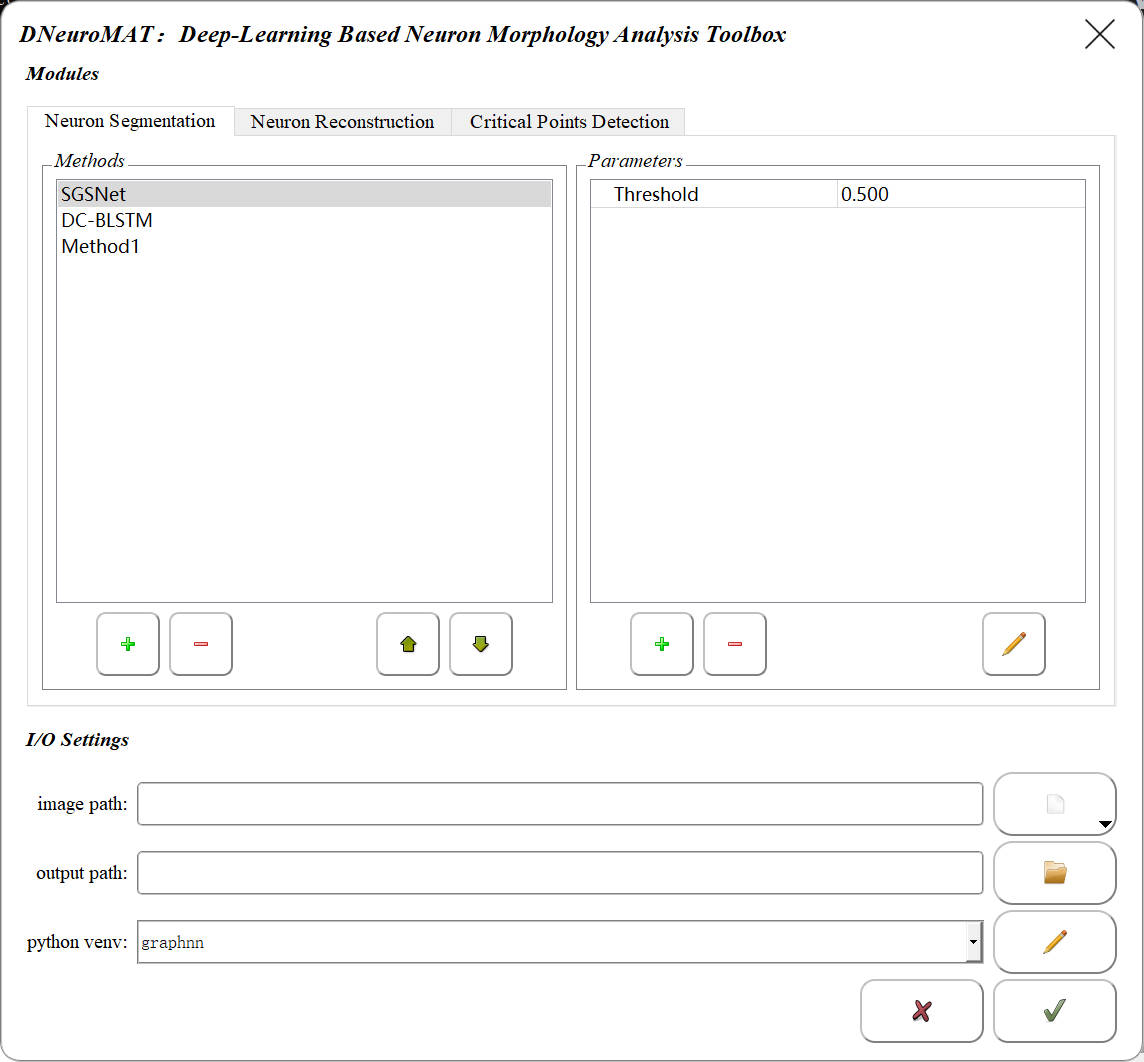 DNeuroMAT： Deep-Learning Based Neuron Morphology Analysis Toolbox
Modules
Neuron Segmentation Neuron Reconstruction Critical Points Detection
Methods Parameters
SGSNet Threshold 0.500
DC-BLSTM
Method1
I/O Settings
image path:
output path:
python venv: graphnn